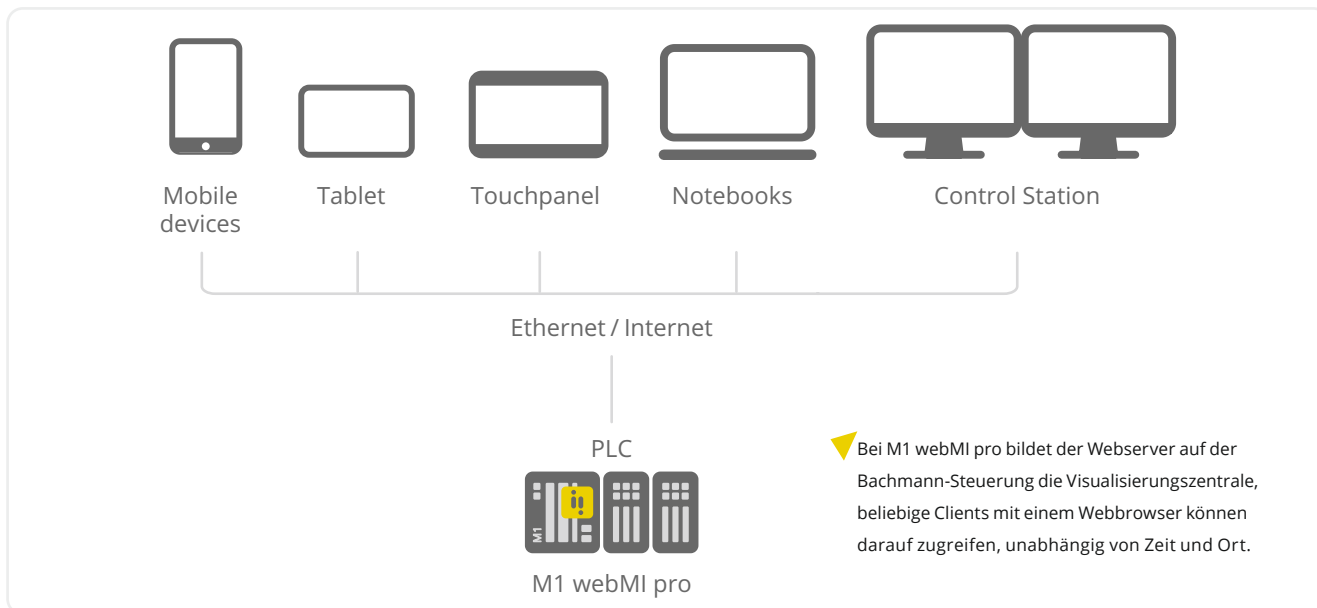 Mobile
devices
Tablet
Touchpanel
Notebooks
Control Station
Ethernet / Internet
PLC
M1
M1 webMI pro
Bei M1 webMI pro bildet der Webserver auf der
Bachmann-Steuerung die Visualisierungszentrale,
beliebige Clients mit einem Webbrowser können
darauf zugreifen, unabhängig von Zeit und Ort.